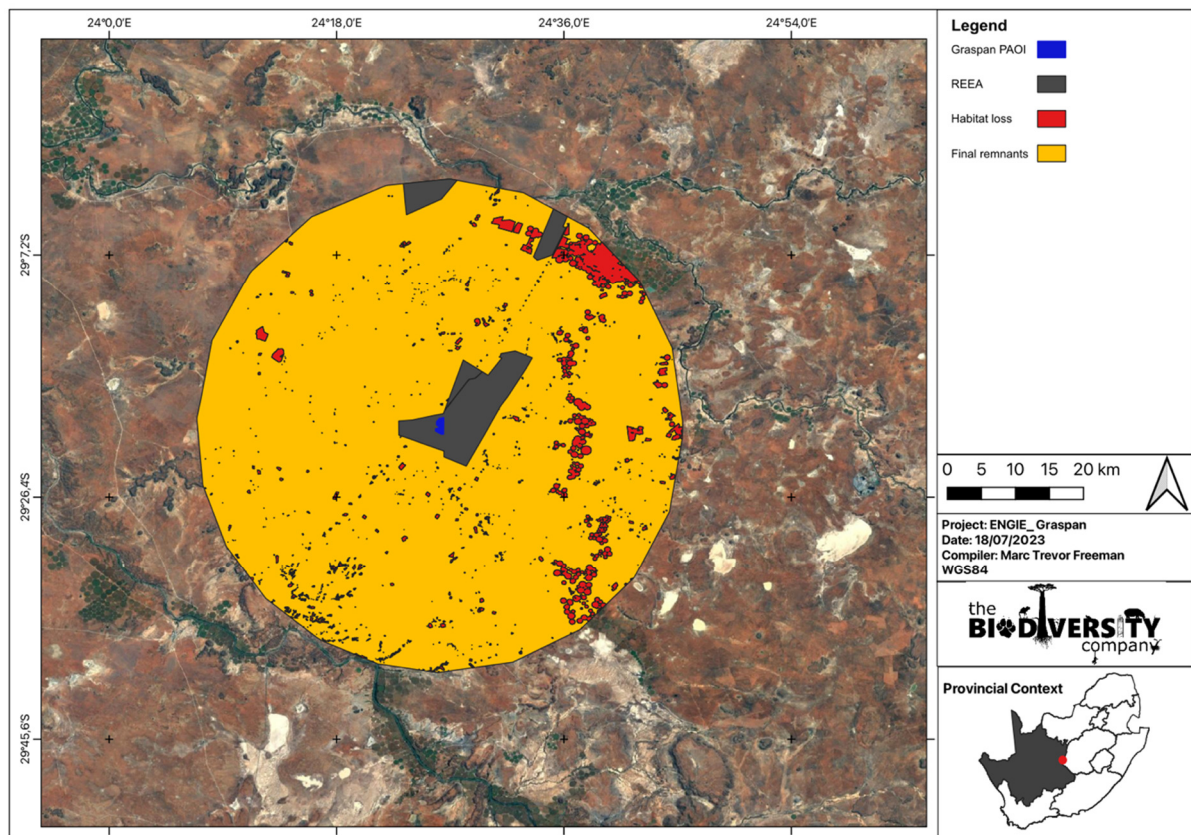 24°0,0'E
24°18,0'E
24°36,0'E
24°54,0'E
29°7,2'S
29°26,4'S
29°45,6'S
Legend
Graspan PAOI
REEA
Habitat loss
Final remnants
0 5 10 15 20 km
Project: ENGIE_ Graspan
Date: 18/07/2023
Compiler: Marc Trevor Freeman
WGS84
the
BIODIVERSITY
company
Provincial Context